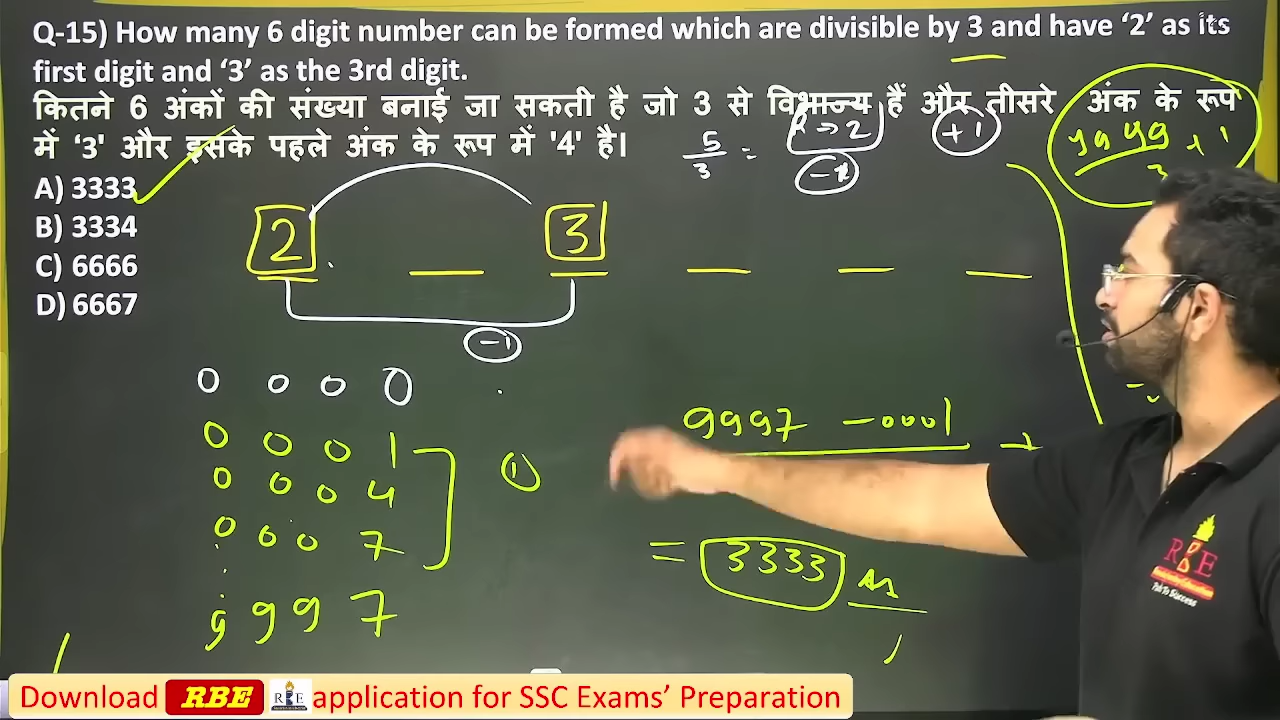 Q-15) How many 6 digit number can be formed which are divisible by 3 and have ‘2’ as its
first digit and ‘3’ as the 3rd digit.
कितने 6 अंकों की संख्या बनाई जा सकती है जो 3 से विभाज्य हैं और तीसरे अंक के रूप
में ‘3’ और इसके पहले अंक के रूप में '4' है।
A) 3333
B) 3334
C) 6666
D) 6667
5/3 =
+1
2 3
-1
0 0 0 0
0 0 0 1
0 0 0 4
0 0 0 7
9 9 9 7
①
9997 - 0001
= 3333 Ans
RBE
Download RBE application for SSC Exams’ Preparation